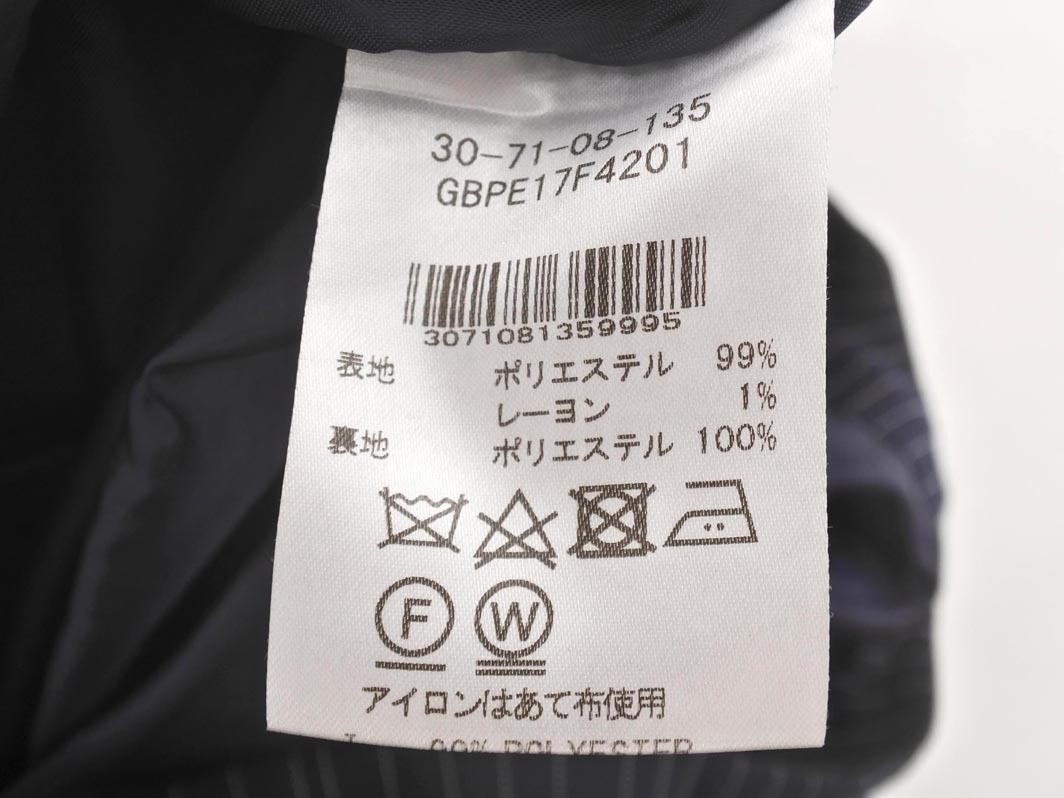 30-71-08-135
GBPE17F4201
3071081359995
表地 ポリエステル 99%
レーヨン 1%
裏地 ポリエステル 100%
F W
アイロンはあて布使用
99% POLYESTER